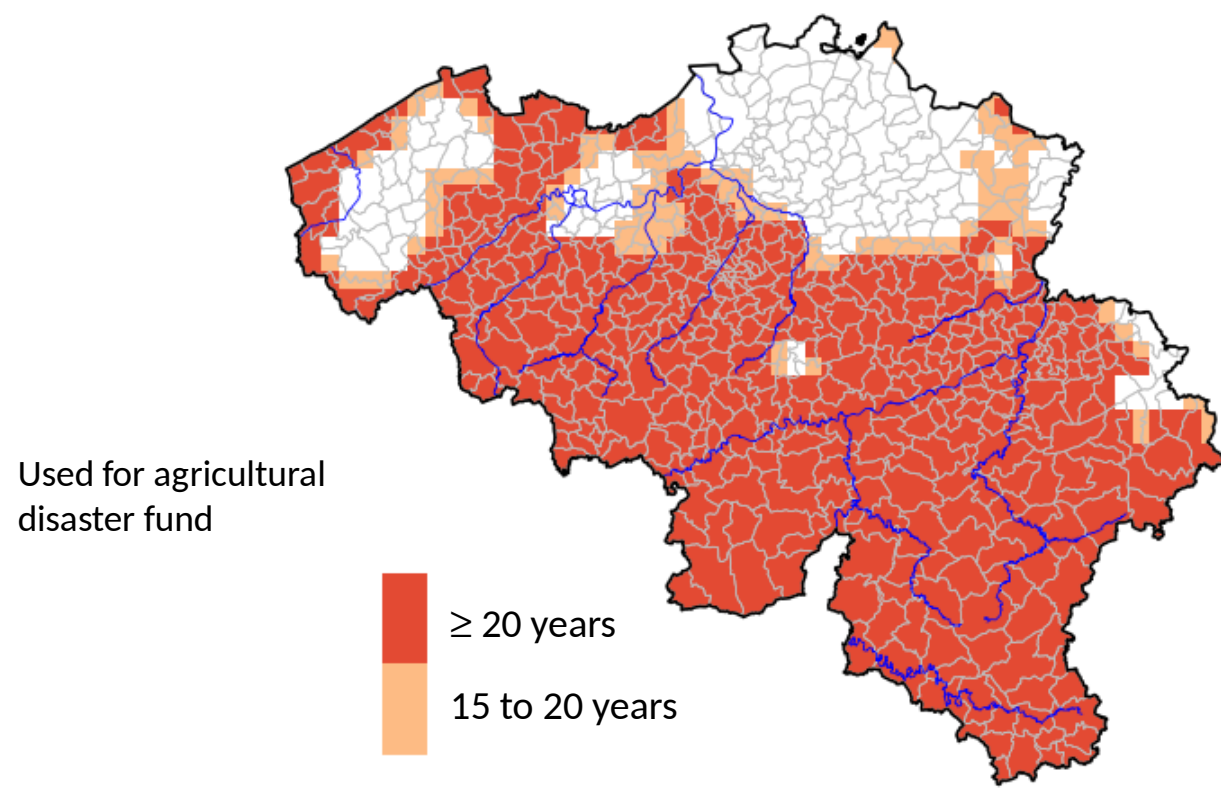 Used for agricultural
disaster fund
≥ 20 years
15 to 20 years